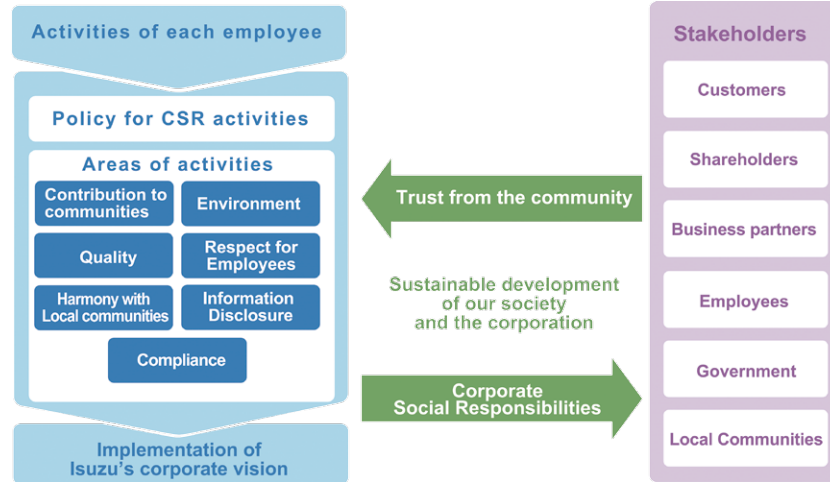 Activities of each employee
Policy for CSR activities
Areas of activities
Contribution to
communities
Environment
Quality
Respect for
Employees
Harmony with
Local communities
Information
Disclosure
Compliance
Implementation of
Isuzu's corporate vision
Trust from the community
Sustainable development
of our society
and the corporation
Corporate
Social Responsibilities
Stakeholders
Customers
Shareholders
Business partners
Employees
Government
Local Communities